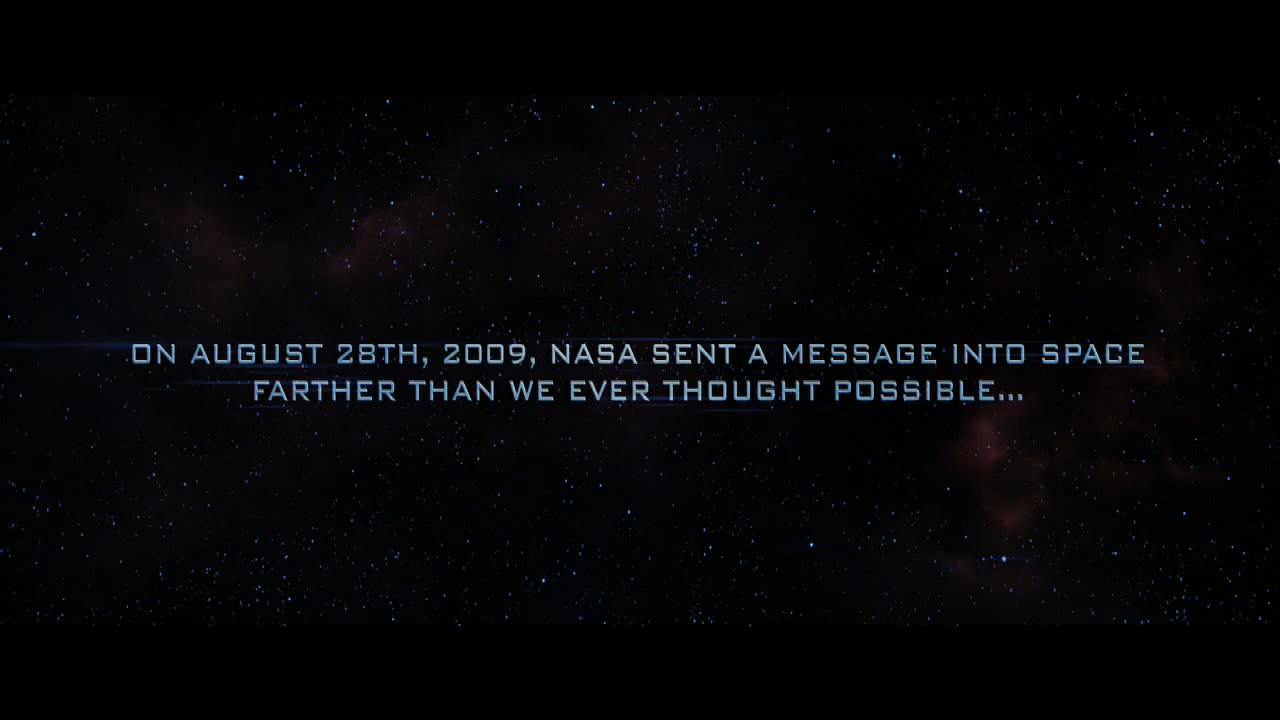 ON AUGUST 28TH, 2009, NASA SENT A MESSAGE INTO SPACE
FARTHER THAN WE EVER THOUGHT POSSIBLE...